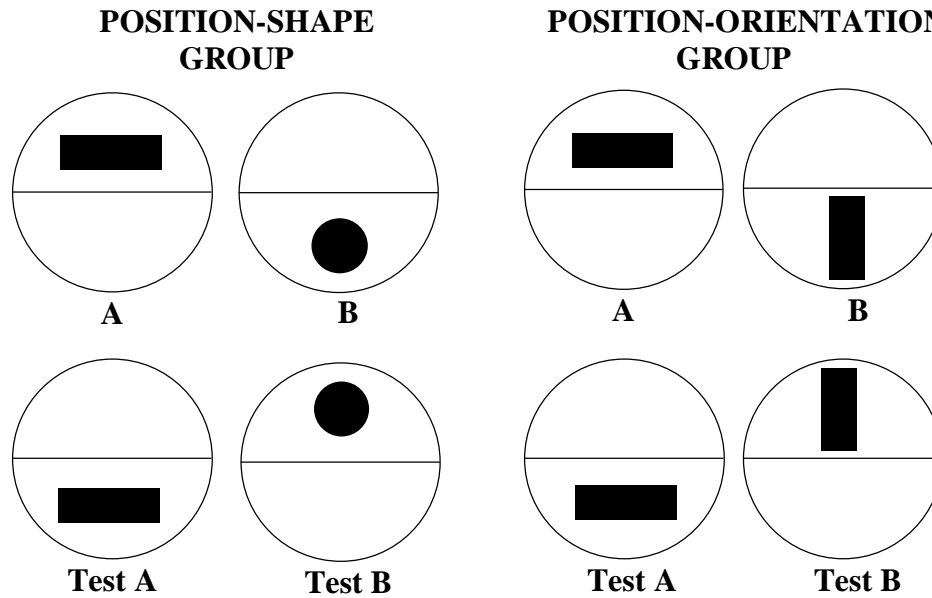 POSITION-SHAPE
GROUP
POSITION-ORIENTATION
GROUP
A
B
A
B
Test A
Test B
Test A
Test B